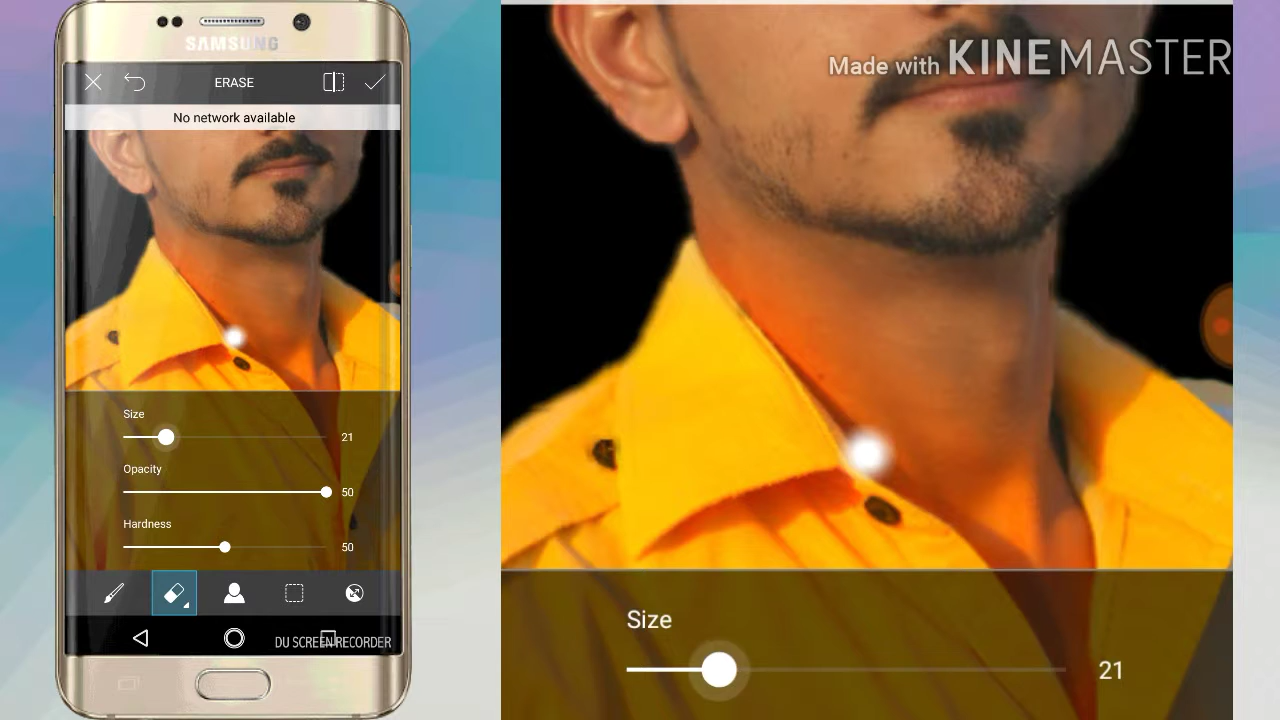 SAMSUNG
ERASE
No network available
Size
21
Opacity
50
Hardness
50
DU SCREEN RECORDER
Made with KINEMASTER
Size
21